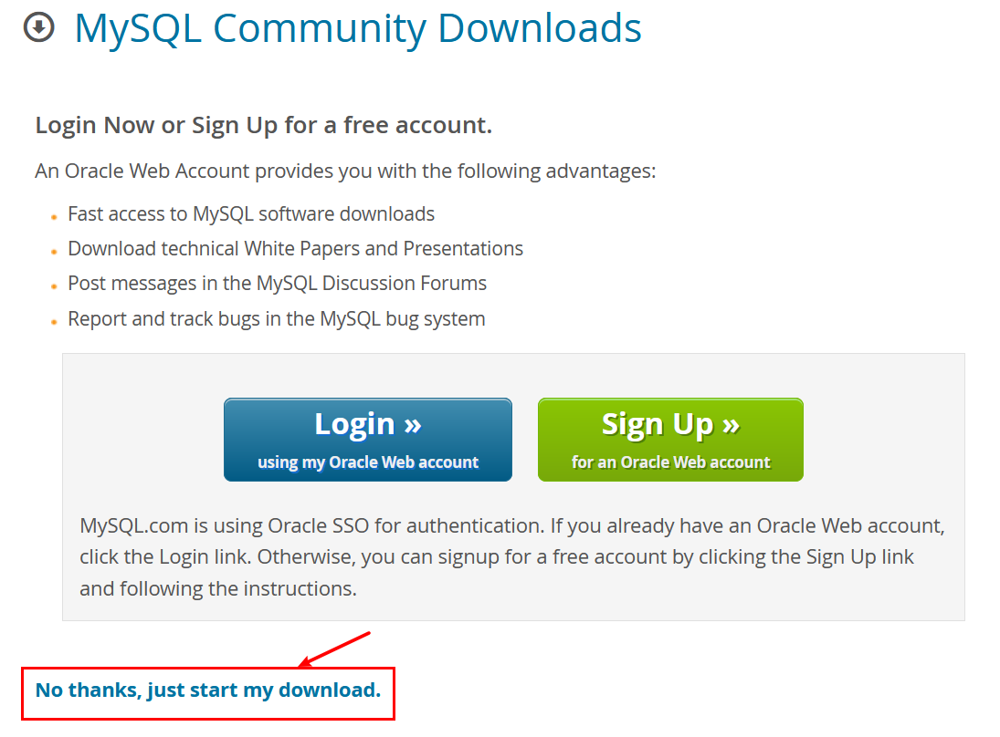 MySQL Community Downloads
Login Now or Sign Up for a free account.
An Oracle Web Account provides you with the following advantages:
Fast access to MySQL software downloads
Download technical White Papers and Presentations
Post messages in the MySQL Discussion Forums
Report and track bugs in the MySQL bug system
Login »
using my Oracle Web account
Sign Up »
for an Oracle Web account
MySQL.com is using Oracle SSO for authentication. If you already have an Oracle Web account,
click the Login link. Otherwise, you can signup for a free account by clicking the Sign Up link
and following the instructions.
No thanks, just start my download.